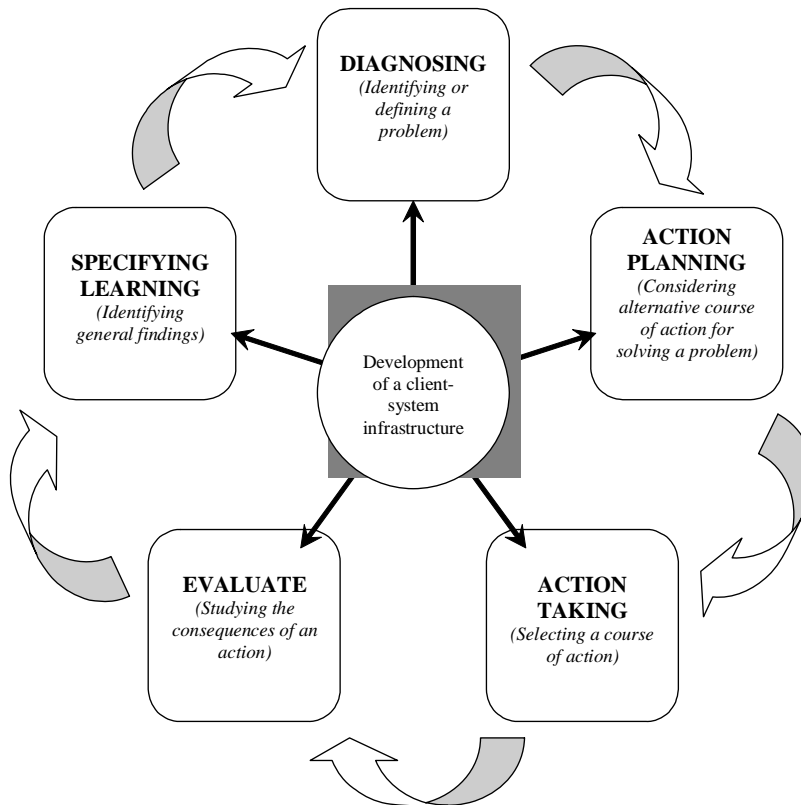 DIAGNOSING
(Identifying or
defining a
problem)
ACTION
PLANNING
(Considering
alternative course
of action for
solving a problem)
ACTION
TAKING
(Selecting a course
of action)
EVALUATE
(Studying the
consequences of an
action)
SPECIFYING
LEARNING
(Identifying
general findings)
Development
of a client-
system
infrastructure